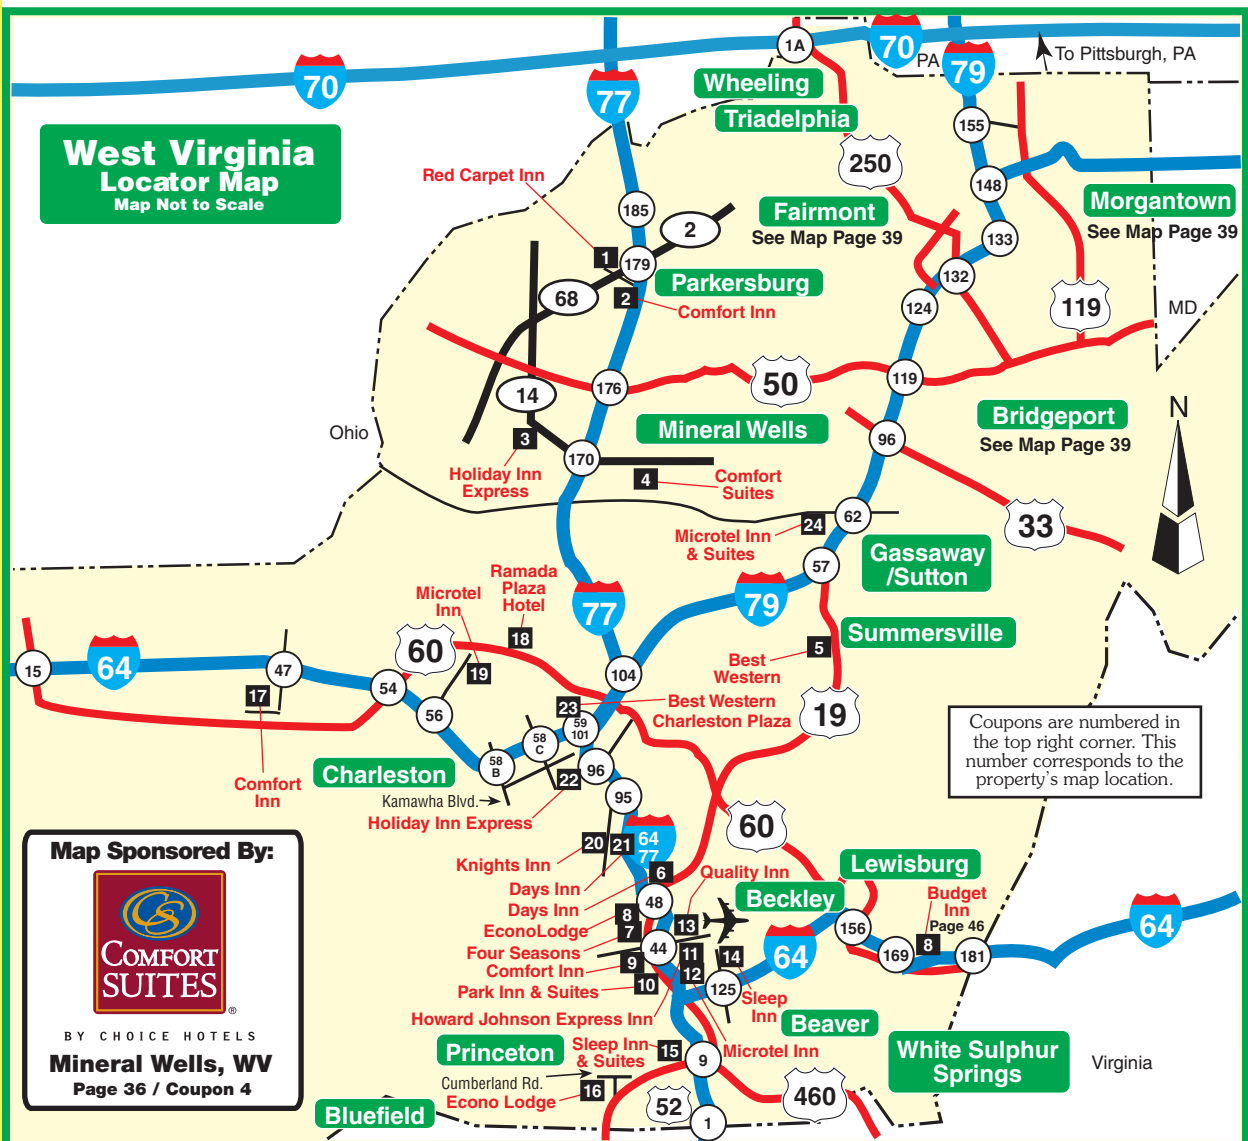 70
77
1A
70
PA
79
To Pittsburgh, PA
Wheeling
Triadelphia
155
West Virginia
Locator Map
Map Not to Scale
250
Red Carpet Inn
148
185
Fairmont
See Map Page 39
Morgantown
See Map Page 39
2
133
1
179
Parkersburg
132
68
2
Comfort Inn
124
119
MD
50
119
176
14
Mineral Wells
Bridgeport
See Map Page 39
N
Ohio
3
96
170
Holiday Inn
Express
4
Comfort
Suites
62
33
24
Microtel Inn
& Suites
Gassaway
/Sutton
57
Ramada
Plaza
Hotel
Microtel
Inn
77
79
18
60
Summersville
5
Best
Western
15
64
47
19
104
54
17
56
23
Best Western
Charleston Plaza
19
59
101
58
C
58
B
Coupons are numbered in
the top right corner. This
number corresponds to the
property's map location.
Charleston
96
22
Comfort
Inn
Kamawha Blvd.
95
Holiday Inn Express
60
Map Sponsored By:
20
21
64
77
Knights Inn
6
Quality Inn
Lewisburg
Days Inn
Days Inn
48
Beckley
Budget
Inn
Page 46
8
13
EconoLodge
7
156
64
CS
COMFORT
SUITES
®
BY CHOICE HOTELS
Mineral Wells, WV
Page 36 / Coupon 4
44
Four Seasons
11
14
64
169
8
181
9
Comfort Inn
12
10
Park Inn & Suites
125
Sleep
Inn
Howard Johnson Express Inn
Beaver
Princeton
Sleep Inn
& Suites
15
9
Microtel Inn
White Sulphur
Springs
Virginia
Cumberland Rd.
16
Econo Lodge
52
460
Bluefield
1